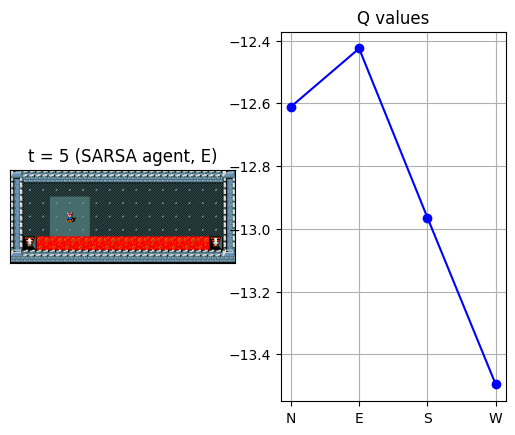 Q values
t = 5 (SARSA agent, E)
−12.4
−12.6
−12.8
−13.0
−13.2
−13.4
N E S W